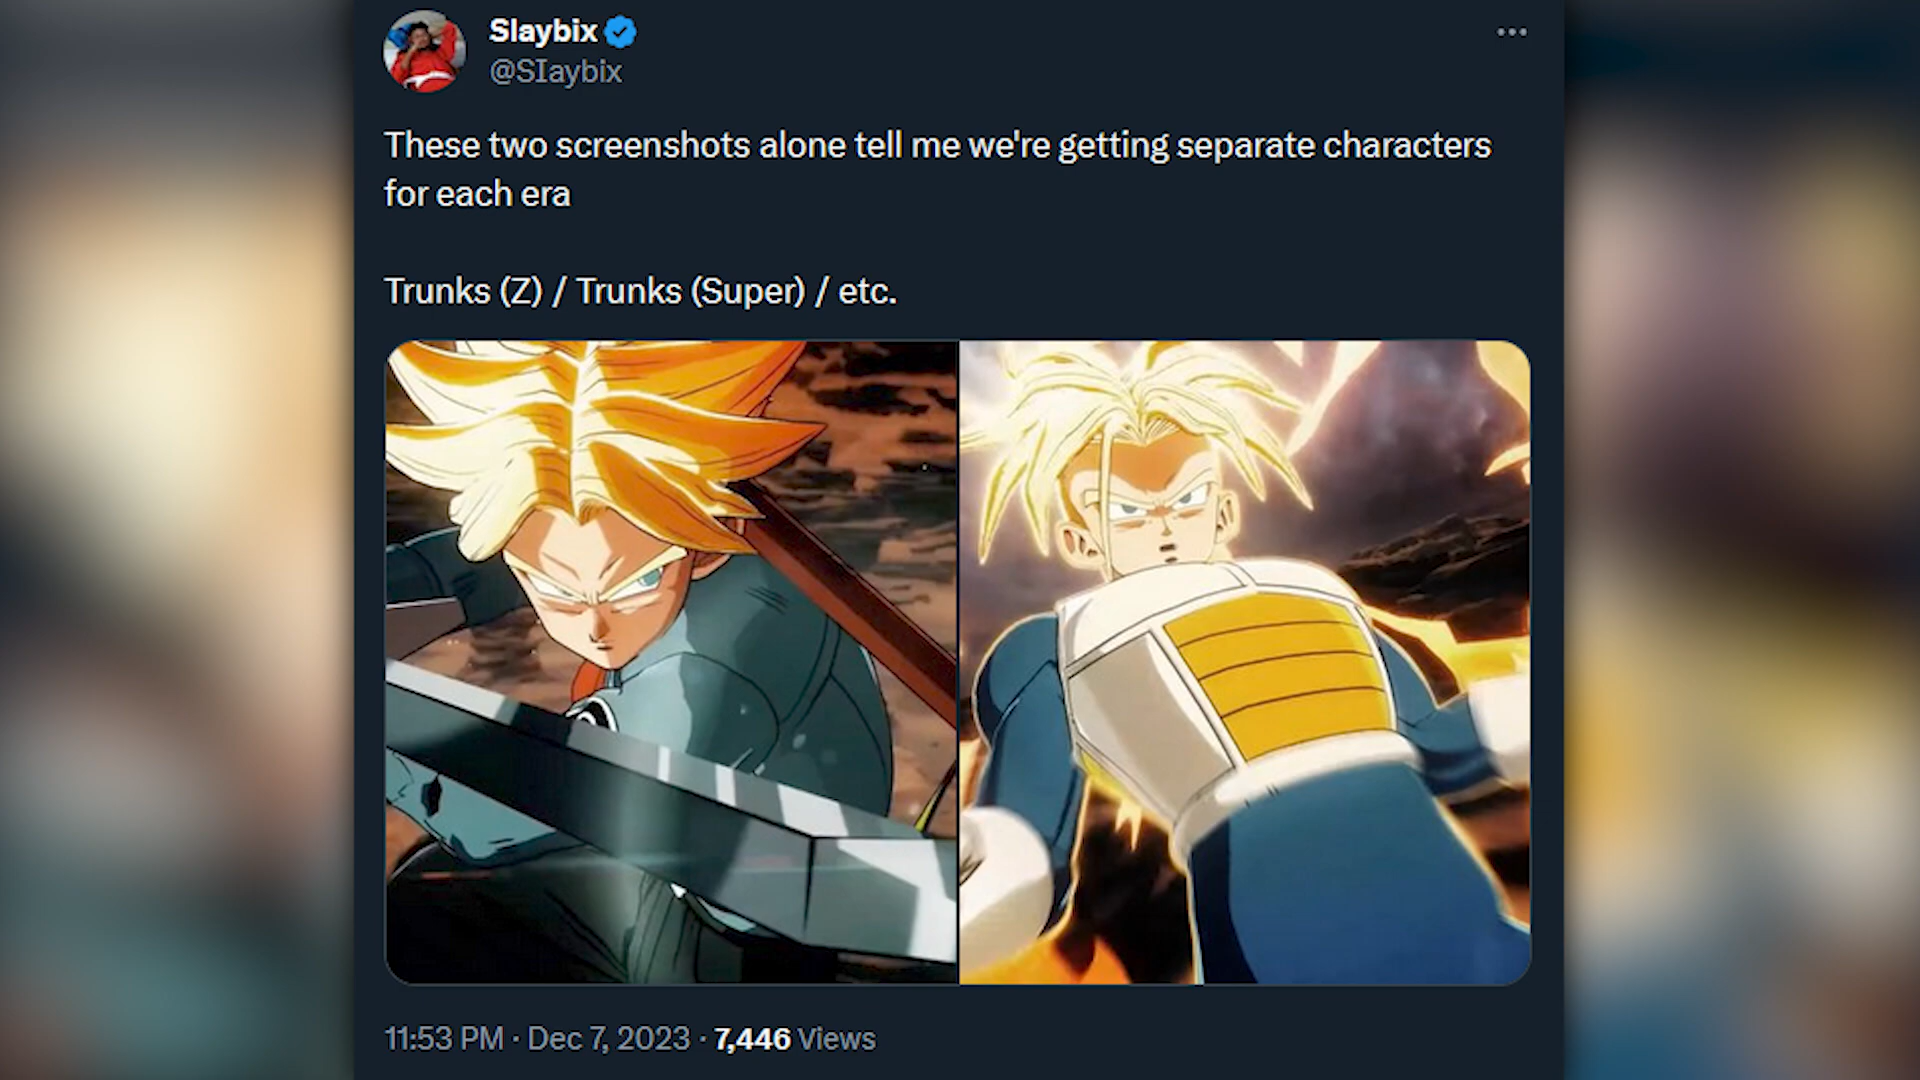 Slaybix
@SIaybix
These two screenshots alone tell me we're getting separate characters
for each era
Trunks (Z) / Trunks (Super) / etc.
11:53 PM · Dec 7, 2023 · 7,446 Views